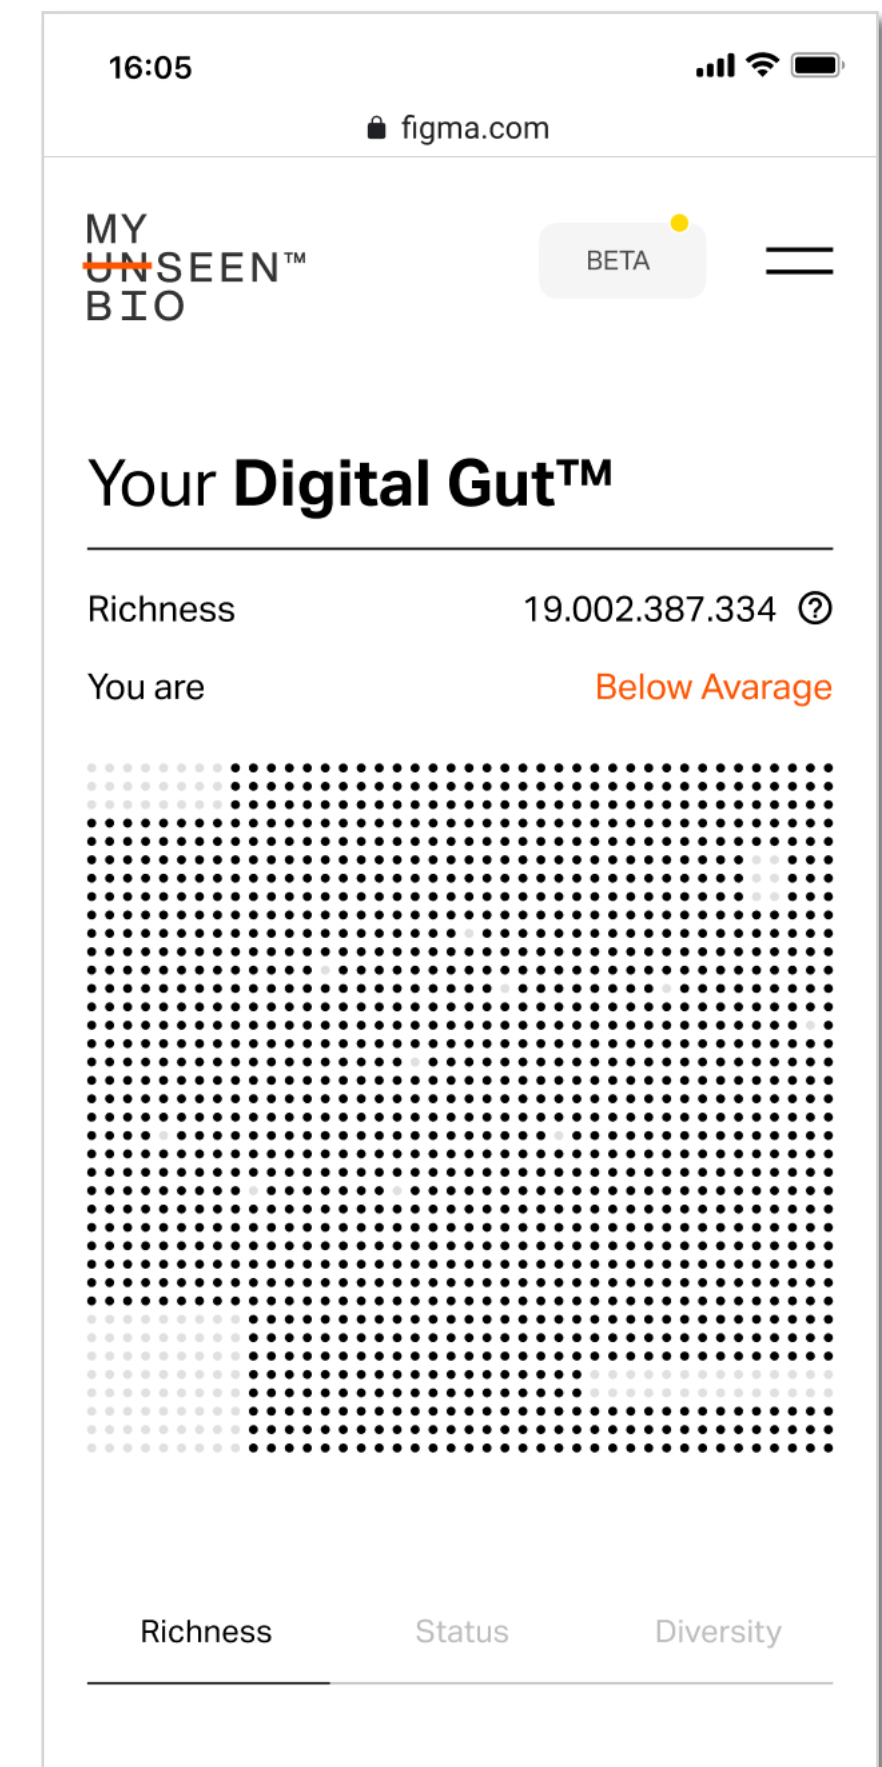 16:05
figma.com
MY
UNSEEN™
BIO
BETA
Your Digital Gut™
Richness 19.002.387.334 ?
You are Below Avarage
Richness Status Diversity